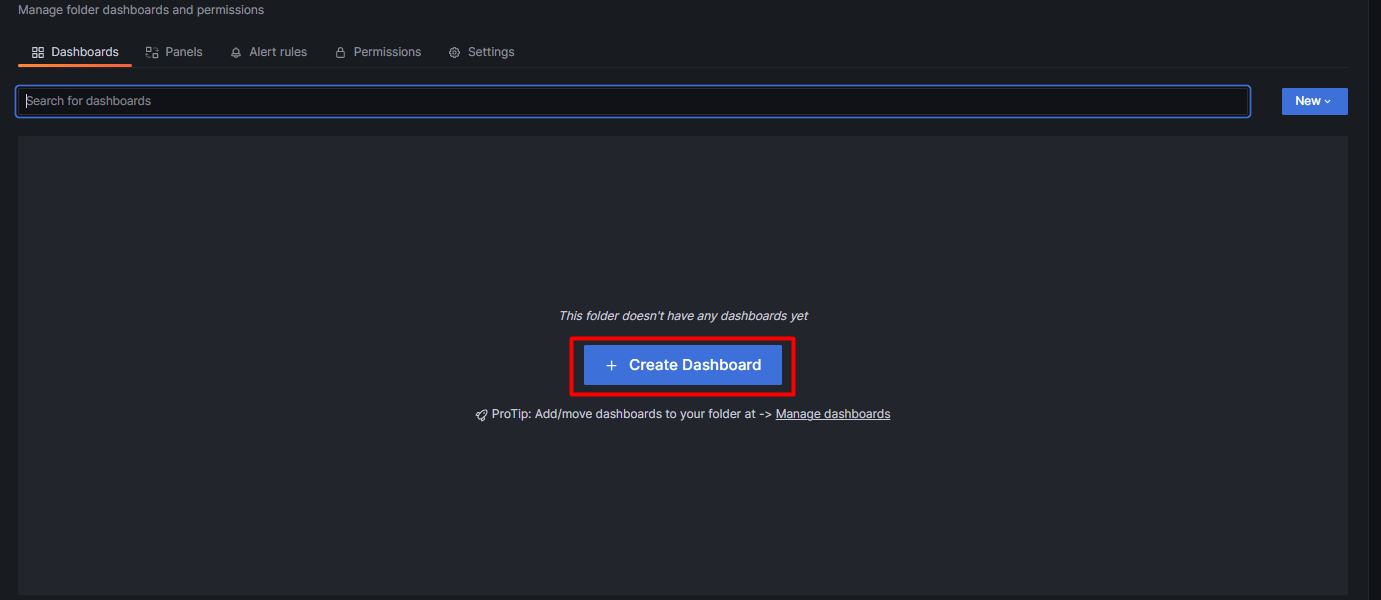 Manage folder dashboards and permissions
Dashboards Panels Alert rules Permissions Settings
Search for dashboards New
This folder doesn't have any dashboards yet
+ Create Dashboard
ProTip: Add/move dashboards to your folder at -> Manage dashboards